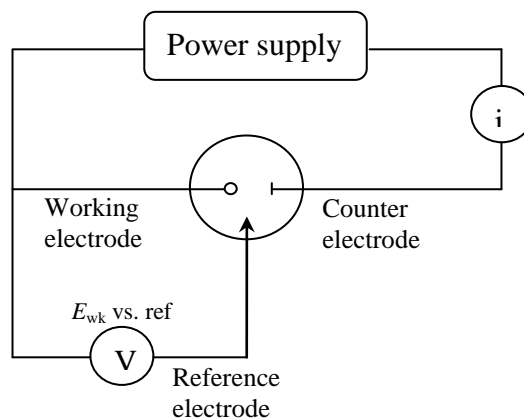 Power supply
i
Working
electrode
Counter
electrode
E_wk vs. ref
V
Reference
electrode